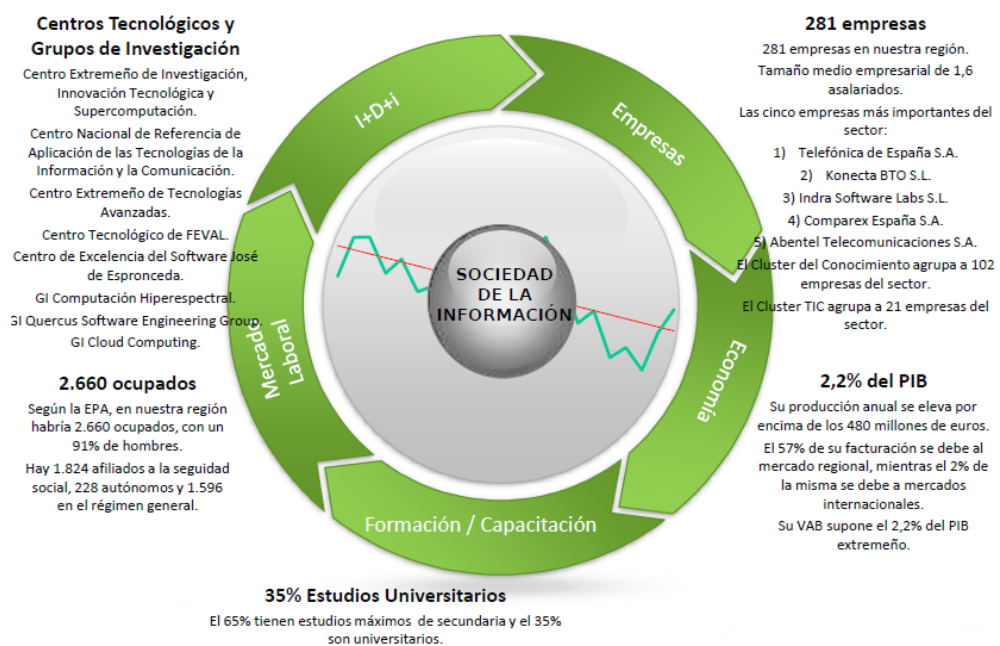 Centros Tecnológicos y
Grupos de Investigación
Centro Extremeño de Investigación,
Innovación Tecnológica y
Supercomputación.
Centro Nacional de Referencia de
Aplicación de las Tecnologías de la
Información y la Comunicación.
Centro Extremeño de Tecnologías
Avanzadas.
Centro Tecnológico de FEVAL.
Centro de Excelencia del Software José
de Espronceda.
GI Computación Hiperespectral.
GI Quercus Software Engineering Group.
GI Cloud Computing.
2.660 ocupados
Según la EPA, en nuestra región
habría 2.660 ocupados, con un
91% de hombres.
Hay 1.824 afiliados a la seguidad
social, 228 autónomos y 1.596
en el régimen general.
I+D+i
Empresas
Economía
Formación / Capacitación
Mercado
Laboral
SOCIEDAD
DE LA
INFORMACIÓN
281 empresas
281 empresas en nuestra región.
Tamaño medio empresarial de 1,6
asalariados.
Las cinco empresas más importantes del
sector:
1) Telefónica de España S.A.
2) Konecta BTO S.L.
3) Indra Software Labs S.L.
4) Comparex España S.A.
5) Abentel Telecomunicaciones S.A.
El Cluster del Conocimiento agrupa a 102
empresas del sector.
El Cluster TIC agrupa a 21 empresas del
sector.
2,2% del PIB
Su producción anual se eleva por
encima de los 480 millones de euros.
El 57% de su facturación se debe al
mercado regional, mientras el 2% de
la misma se debe a mercados
internacionales.
Su VAB supone el 2,2% del PIB
extremeño.
35% Estudios Universitarios
El 65% tienen estudios máximos de secundaria y el 35%
son universitarios.